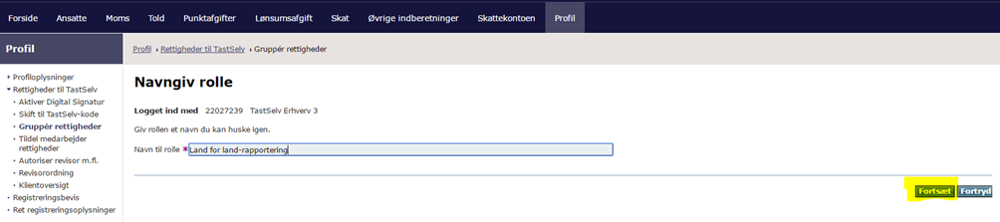 Forside Ansatte Moms Told Punktafgifter Lønsumsafgift Skat Øvrige indberetninger Skattekontoen Profil
Profil
Profil › Rettigheder til TastSelv › Gruppér rettigheder
Profiloplysninger
Rettigheder til TastSelv
Aktiver Digital Signatur
Skift til TastSelv-kode
Gruppér rettigheder
Tildel medarbejder
rettigheder
Autoriser revisor m.fl.
Revisorordning
Klientoversigt
Registreringsbevis
Ret registreringsoplysninger
Navngiv rolle
Logget ind med 22027239 TastSelv Erhverv 3
Giv rollen et navn du kan huske igen.
Navn til rolle * Land for land-rapportering
Fortsæt Fortryd